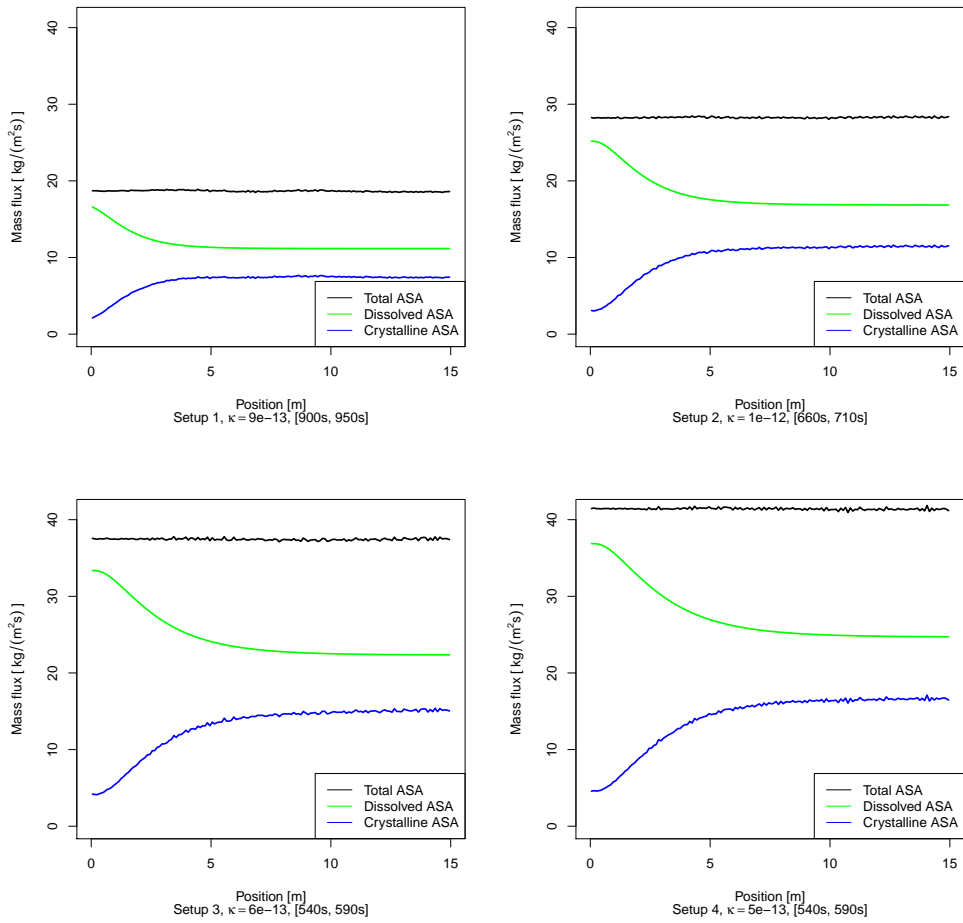 Mass flux [ kg/(m²s) ]
40
30
20
10
0
Total ASA
Dissolved ASA
Crystalline ASA
0 5 10 15
Position [m]
Setup 1, κ = 9e−13, [900s, 950s]
Mass flux [ kg/(m²s) ]
40
30
20
10
0
Total ASA
Dissolved ASA
Crystalline ASA
0 5 10 15
Position [m]
Setup 2, κ = 1e−12, [660s, 710s]
Mass flux [ kg/(m²s) ]
40
30
20
10
0
Total ASA
Dissolved ASA
Crystalline ASA
0 5 10 15
Position [m]
Setup 3, κ = 6e−13, [540s, 590s]
Mass flux [ kg/(m²s) ]
40
30
20
10
0
Total ASA
Dissolved ASA
Crystalline ASA
0 5 10 15
Position [m]
Setup 4, κ = 5e−13, [540s, 590s]